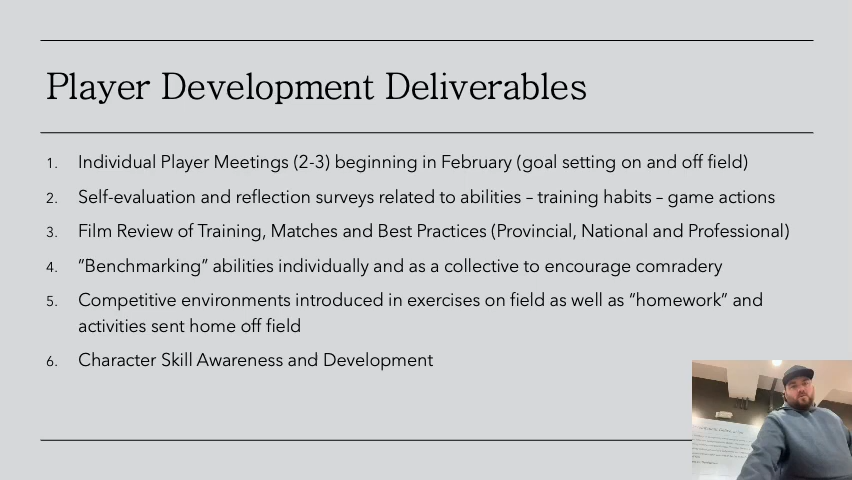 Player Development Deliverables
1. Individual Player Meetings (2-3) beginning in February (goal setting on and off field)
2. Self-evaluation and reflection surveys related to abilities – training habits – game actions
3. Film Review of Training, Matches and Best Practices (Provincial, National and Professional)
4. ”Benchmarking” abilities individually and as a collective to encourage comradery
5. Competitive environments introduced in exercises on field as well as “homework” and
activities sent home off field
6. Character Skill Awareness and Development